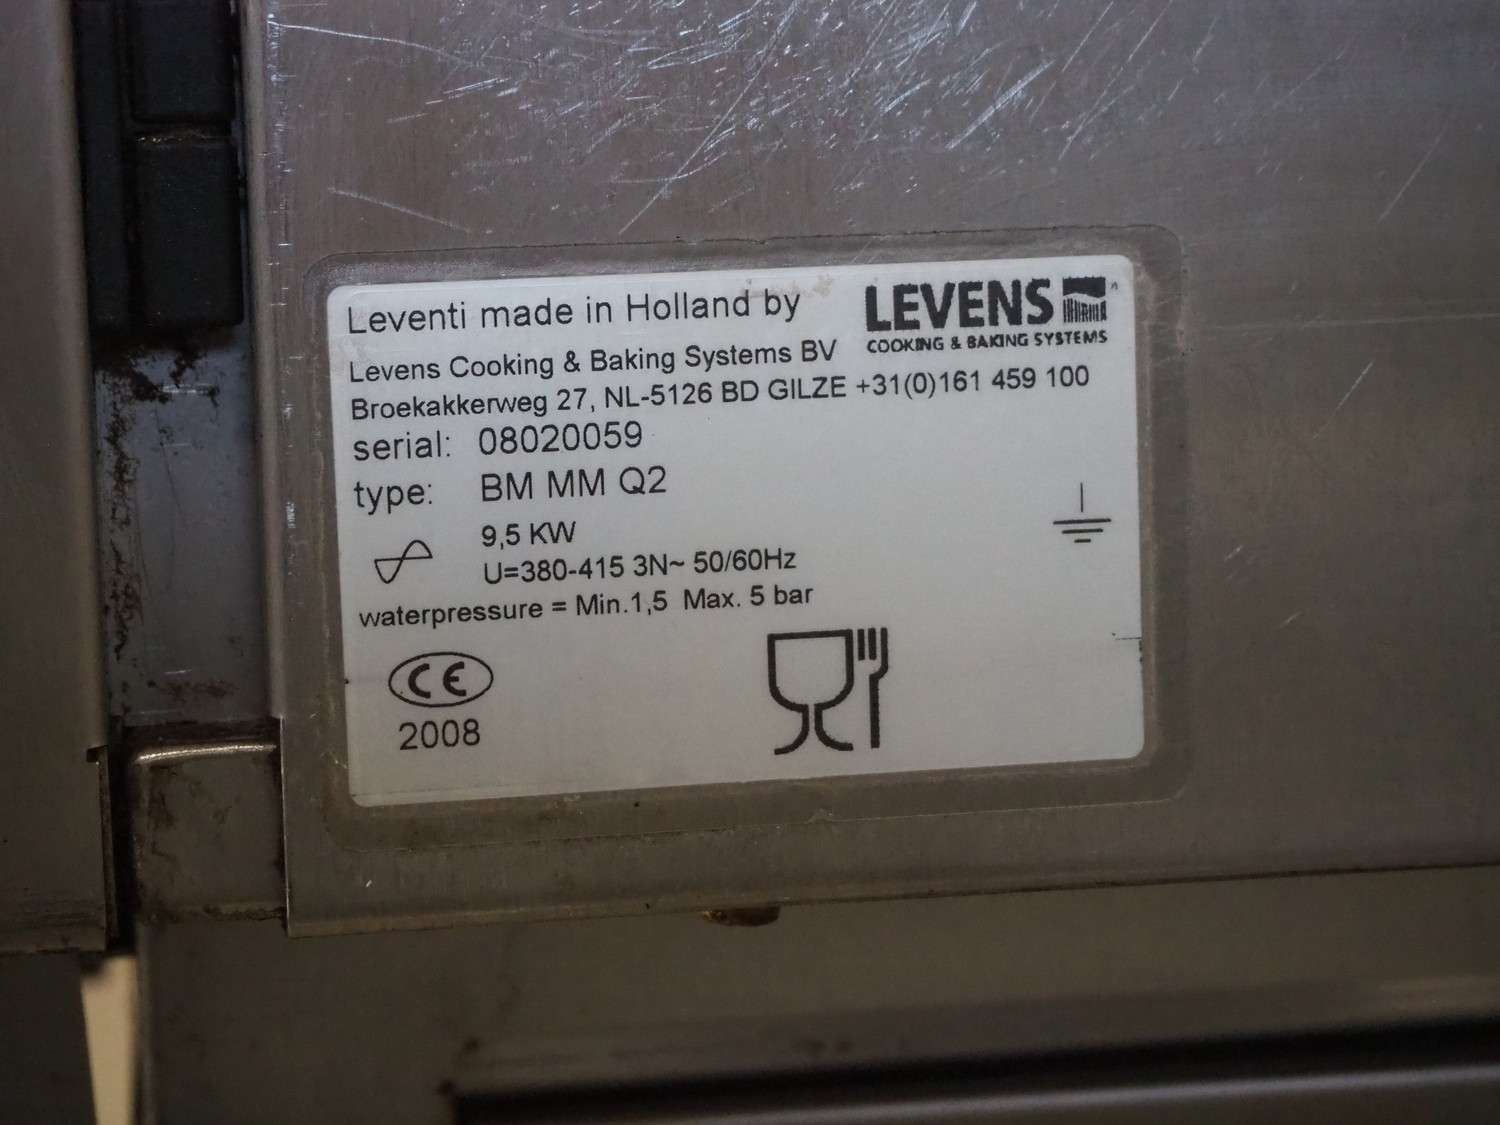 Leventi made in Holland by
LEVENS
COOKING & BAKING SYSTEMS
Levens Cooking & Baking Systems BV
Broekakkerweg 27, NL-5126 BD GILZE +31(0)161 459 100
serial: 08020059
type: BM MM Q2
9,5 KW
U=380-415 3N~ 50/60Hz
waterpressure = Min.1,5 Max. 5 bar
CE
2008